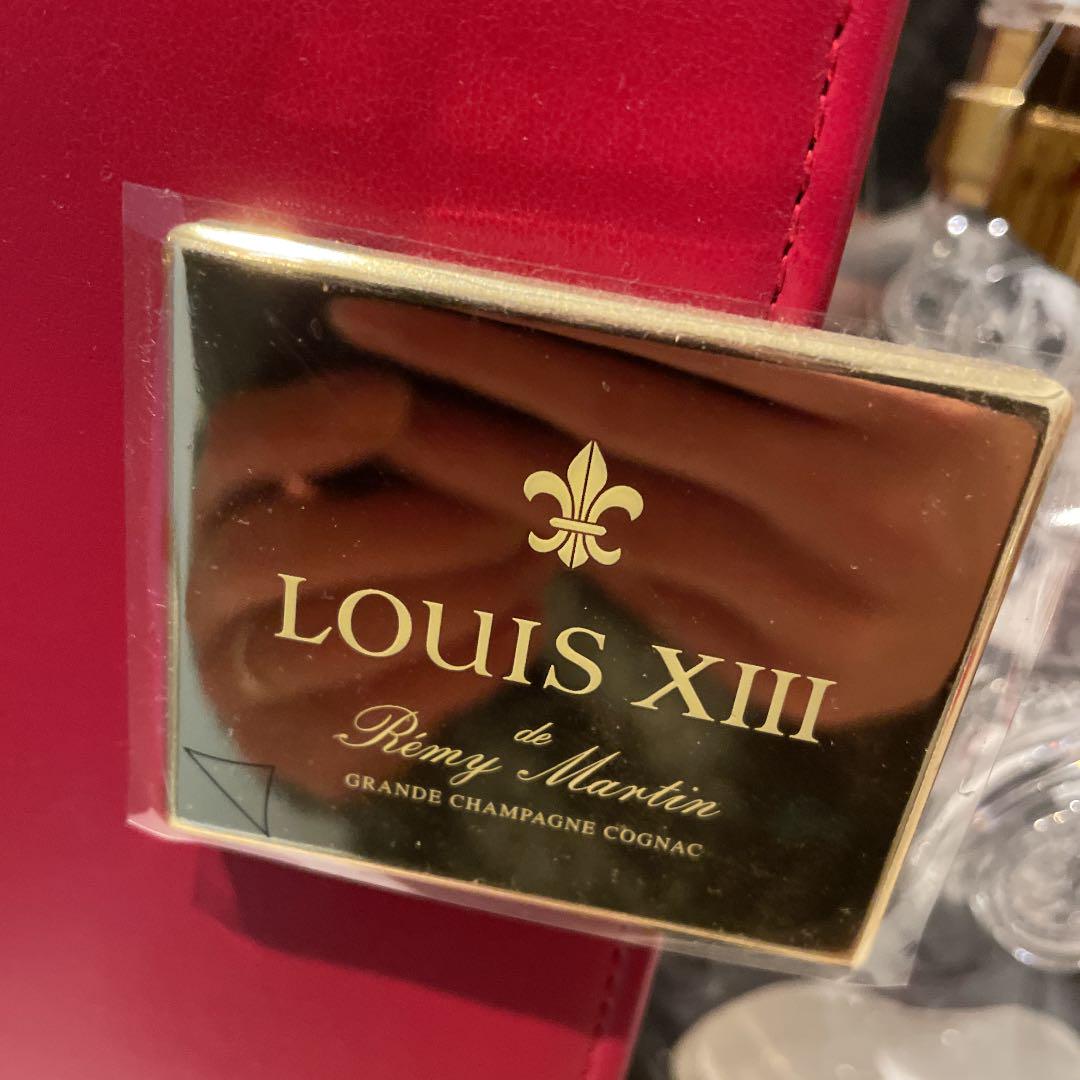 LOUIS XIII
de
Rémy Martin
GRANDE CHAMPAGNE COGNAC